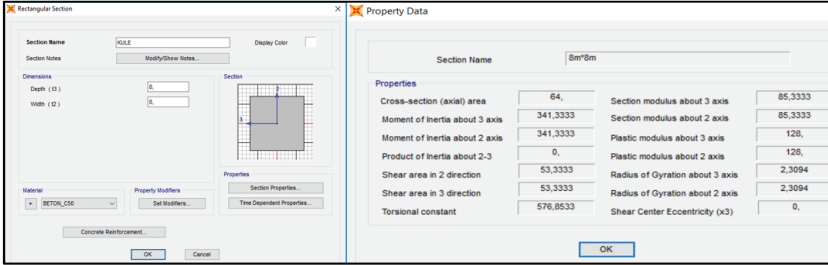 Rectangular Section
Section Name KULE Display Color
Section Notes Modify/Show Notes...
Dimensions
Depth ( t3 ) 8,
Width ( t2 ) 8,
Section
2
3
Properties
Section Properties...
Time Dependent Properties...
Material
+ BETON_C50
Property Modifiers
Set Modifiers...
Concrete Reinforcement...
OK Cancel
Property Data
Section Name 8m*8m
Properties
Cross-section (axial) area 64, Section modulus about 3 axis 85,3333
Moment of Inertia about 3 axis 341,3333 Section modulus about 2 axis 85,3333
Moment of Inertia about 2 axis 341,3333 Plastic modulus about 3 axis 128,
Product of Inertia about 2-3 0, Plastic modulus about 2 axis 128,
Shear area in 2 direction 53,3333 Radius of Gyration about 3 axis 2,3094
Shear area in 3 direction 53,3333 Radius of Gyration about 2 axis 2,3094
Torsional constant 576,8533 Shear Center Eccentricity (x3) 0,
OK